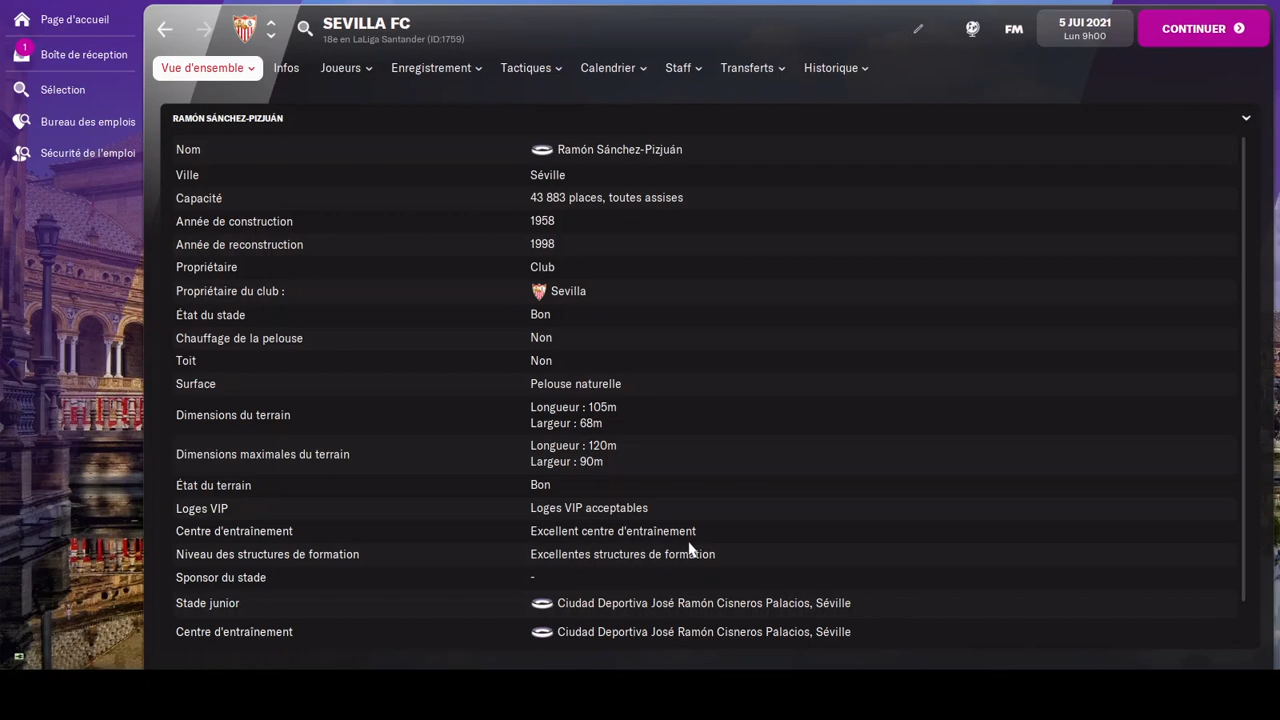 Page d'accueil
1
Boîte de réception
Sélection
Bureau des emplois
Sécurité de l'emploi
SEVILLA FC
18e en LaLiga Santander (ID:1759)
FM
5 JUI 2021
Lun 9h00
CONTINUER
Vue d'ensemble
Infos
Joueurs
Enregistrement
Tactiques
Calendrier
Staff
Transferts
Historique
RAMÓN SÁNCHEZ-PIZJUÁN
Nom Ramón Sánchez-Pizjuán
Ville Séville
Capacité 43 883 places, toutes assises
Année de construction 1958
Année de reconstruction 1998
Propriétaire Club
Propriétaire du club : Sevilla
État du stade Bon
Chauffage de la pelouse Non
Toit Non
Surface Pelouse naturelle
Dimensions du terrain Longueur : 105m
Largeur : 68m
Dimensions maximales du terrain Longueur : 120m
Largeur : 90m
État du terrain Bon
Loges VIP Loges VIP acceptables
Centre d'entraînement Excellent centre d'entraînement
Niveau des structures de formation Excellentes structures de formation
Sponsor du stade -
Stade junior Ciudad Deportiva José Ramón Cisneros Palacios, Séville
Centre d'entraînement Ciudad Deportiva José Ramón Cisneros Palacios, Séville